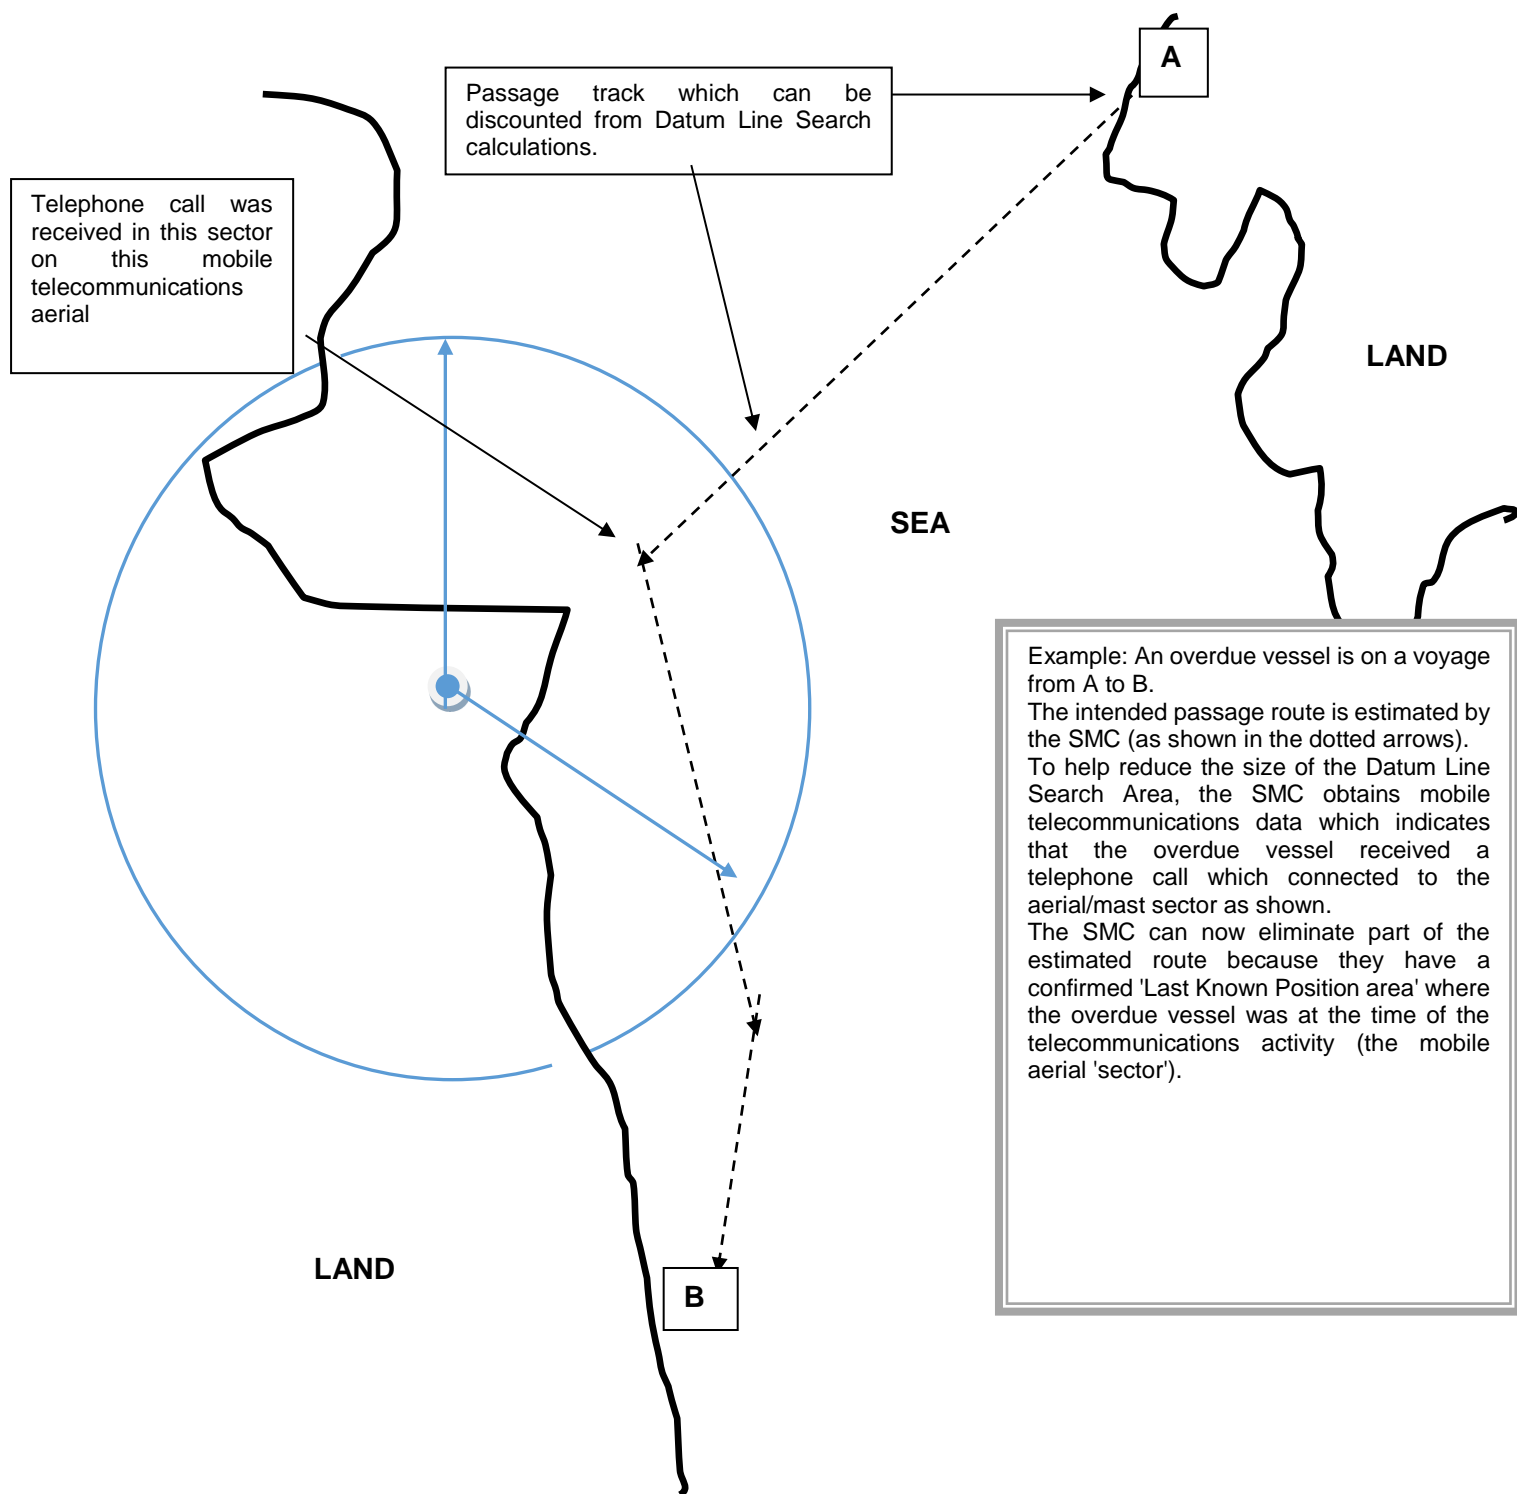 A
Passage track which can be
discounted from Datum Line Search
calculations.
Telephone call was
received in this sector
on this mobile
telecommunications
aerial
LAND
SEA
Example: An overdue vessel is on a voyage
from A to B.
The intended passage route is estimated by
the SMC (as shown in the dotted arrows).
To help reduce the size of the Datum Line
Search Area, the SMC obtains mobile
telecommunications data which indicates
that the overdue vessel received a
telephone call which connected to the
aerial/mast sector as shown.
The SMC can now eliminate part of the
estimated route because they have a
confirmed 'Last Known Position area' where
the overdue vessel was at the time of the
telecommunications activity (the mobile
aerial 'sector').
LAND
B